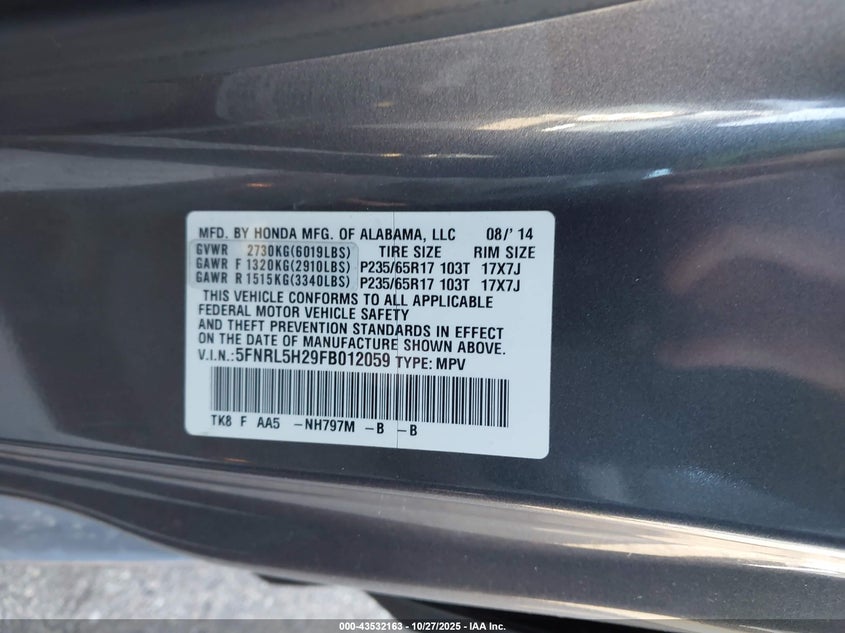 MFD. BY HONDA MFG. OF ALABAMA, LLC 08/' 14
GVWR 2730KG(6019LBS) TIRE SIZE RIM SIZE
GAWR F 1320KG(2910LBS) P235/65R17 103T 17X7J
GAWR R 1515KG(3340LBS) P235/65R17 103T 17X7J
THIS VEHICLE CONFORMS TO ALL APPLICABLE
FEDERAL MOTOR VEHICLE SAFETY
AND THEFT PREVENTION STANDARDS IN EFFECT
ON THE DATE OF MANUFACTURE SHOWN ABOVE.
V.I.N.:5FNRL5H29FB012059 TYPE: MPV
TK8 F AA5 -NH797M -B -B
000-43532163 - 10/27/2025 - IAA Inc.